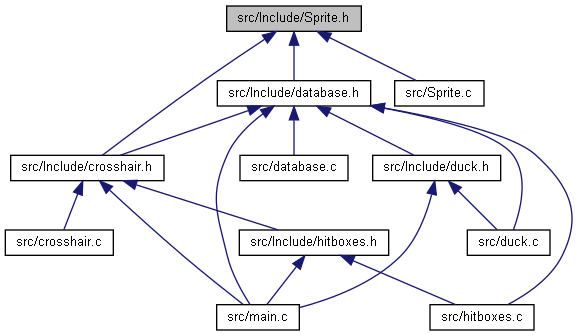 src/Include/Sprite.h
src/Include/database.h
src/Sprite.c
src/Include/crosshair.h
src/database.c
src/Include/duck.h
src/crosshair.c
src/Include/hitboxes.h
src/duck.c
src/main.c
src/hitboxes.c